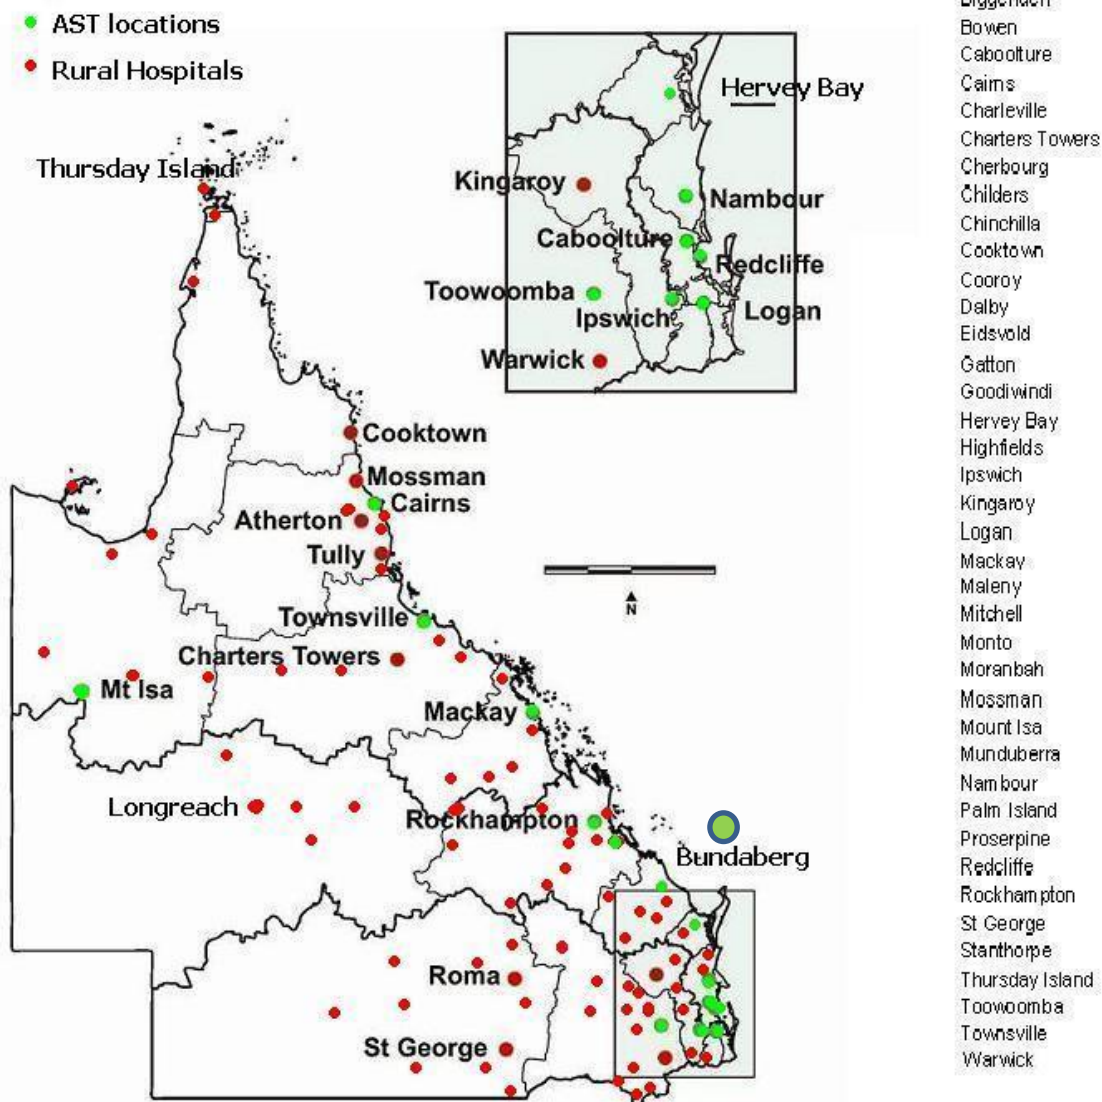 AST locations
Rural Hospitals
Thursday Island
Hervey Bay
Kingaroy
Nambour
Caboolture
Redcliffe
Toowoomba
Ipswich
Logan
Warwick
Cooktown
Mossman
Cairns
Atherton
Tully
N
Townsville
Charters Towers
Mt Isa
Mackay
Longreach
Rockhampton
Bundaberg
Roma
St George
Bowen
Caboolture
Cairns
Charleville
Charters Towers
Cherbourg
Childers
Chinchilla
Cooktown
Cooroy
Dalby
Eidsvold
Gatton
Goodiwindi
Hervey Bay
Highfields
Ipswich
Kingaroy
Logan
Mackay
Maleny
Mitchell
Monto
Moranbah
Mossman
Mount Isa
Munduberra
Nambour
Palm Island
Proserpine
Redcliffe
Rockhampton
St George
Stanthorpe
Thursday Island
Toowoomba
Townsville
Warwick